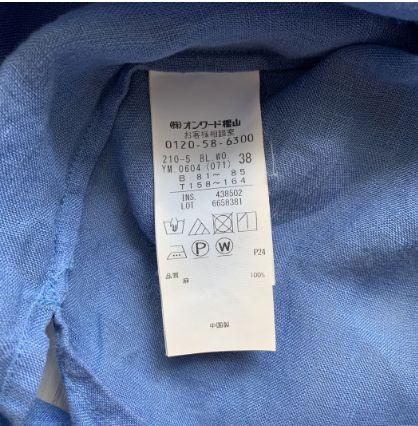 ㈱オンワード樫山
お客様相談室
0120-58-6300
210-5 BL.WO. 38
YM.0604 (071)
B 81～ 85
T158～164
INS. 438502
LOT 6658381
P W P24
品質 麻 100%
中国製